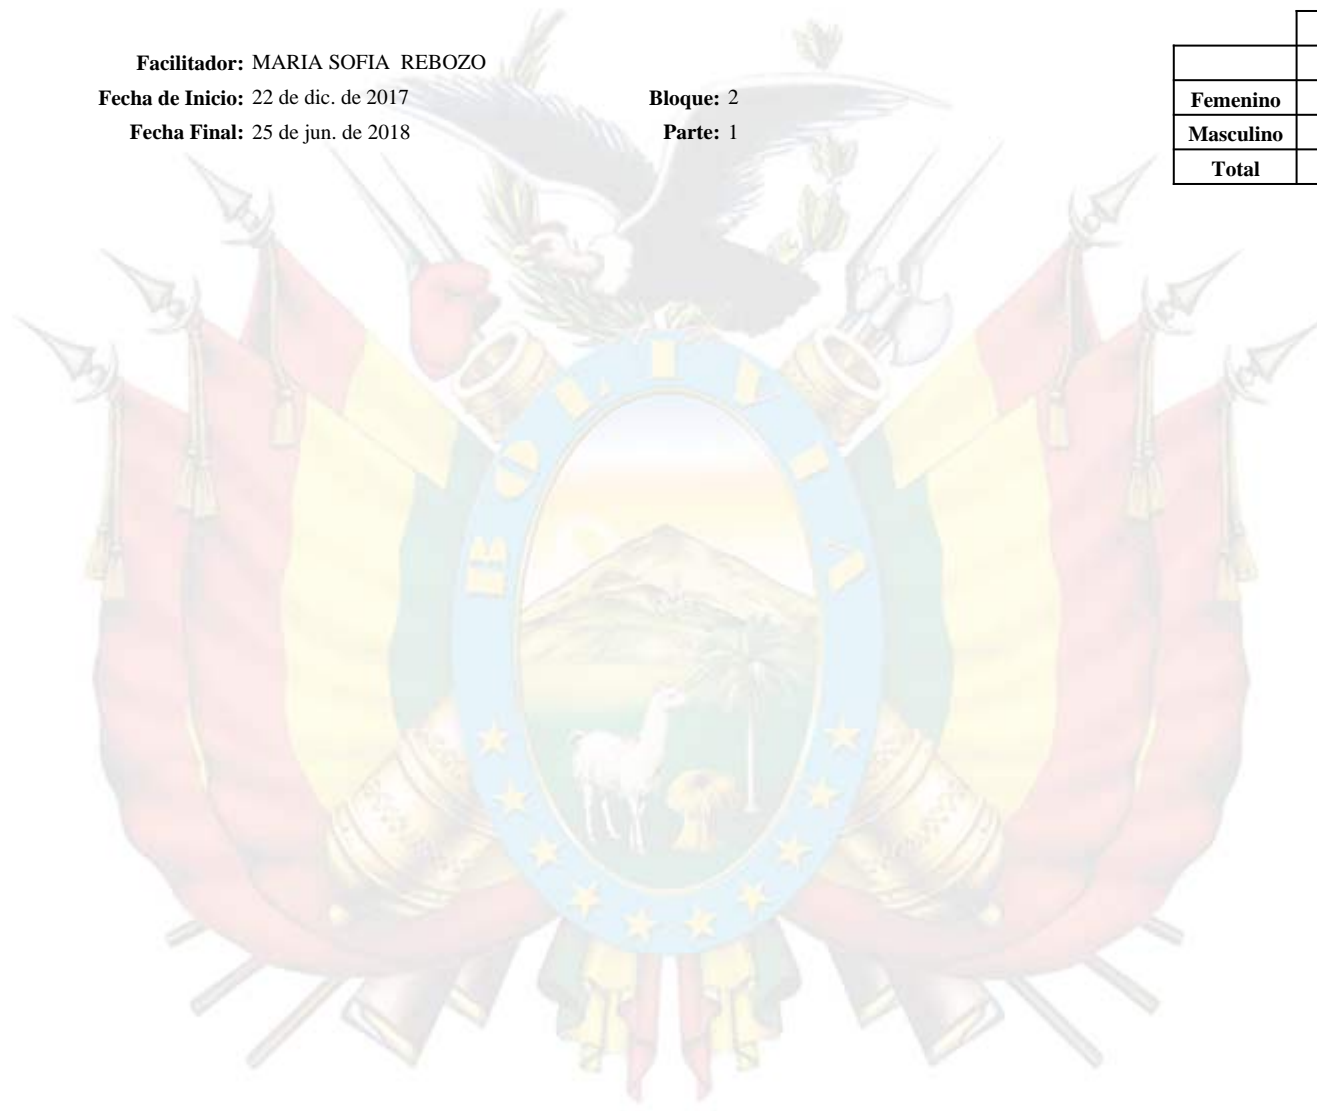 Facilitador: MARIA SOFIA REBOZO
Fecha de Inicio: 22 de dic. de 2017
Bloque: 2
Fecha Final: 25 de jun. de 2018
Parte: 1
Femenino
Masculino
Total
BOLIVIA